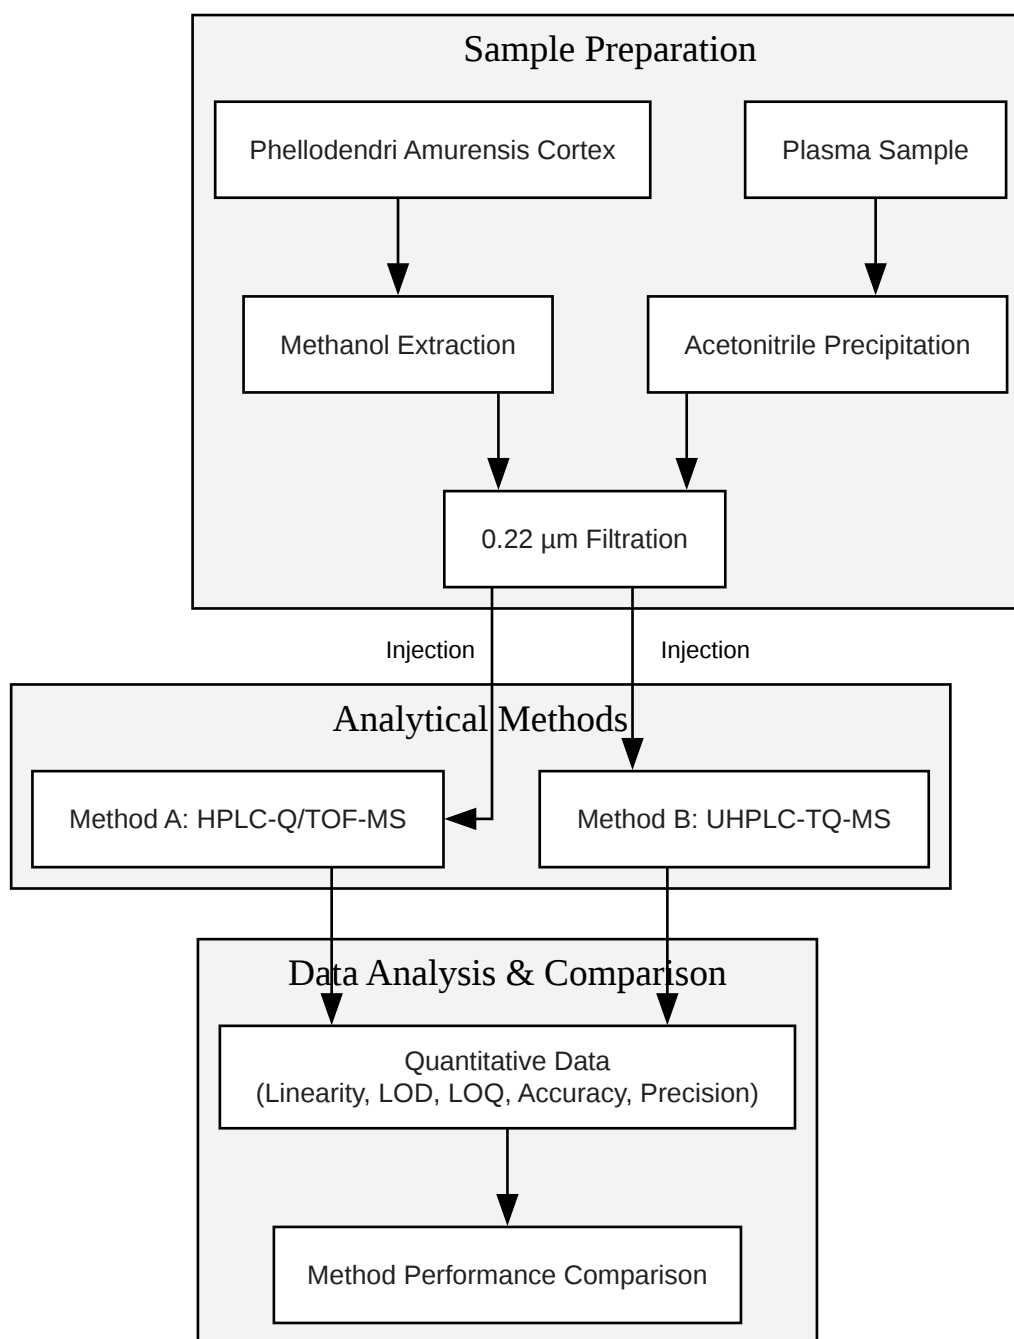 Sample Preparation
Phellodendri Amurensis Cortex
Plasma Sample
Methanol Extraction
Acetonitrile Precipitation
0.22 µm Filtration
Injection
Injection
Analytical Methods
Method A: HPLC-Q/TOF-MS
Method B: UHPLC-TQ-MS
Data Analysis & Comparison
Quantitative Data
(Linearity, LOD, LOQ, Accuracy, Precision)
Method Performance Comparison